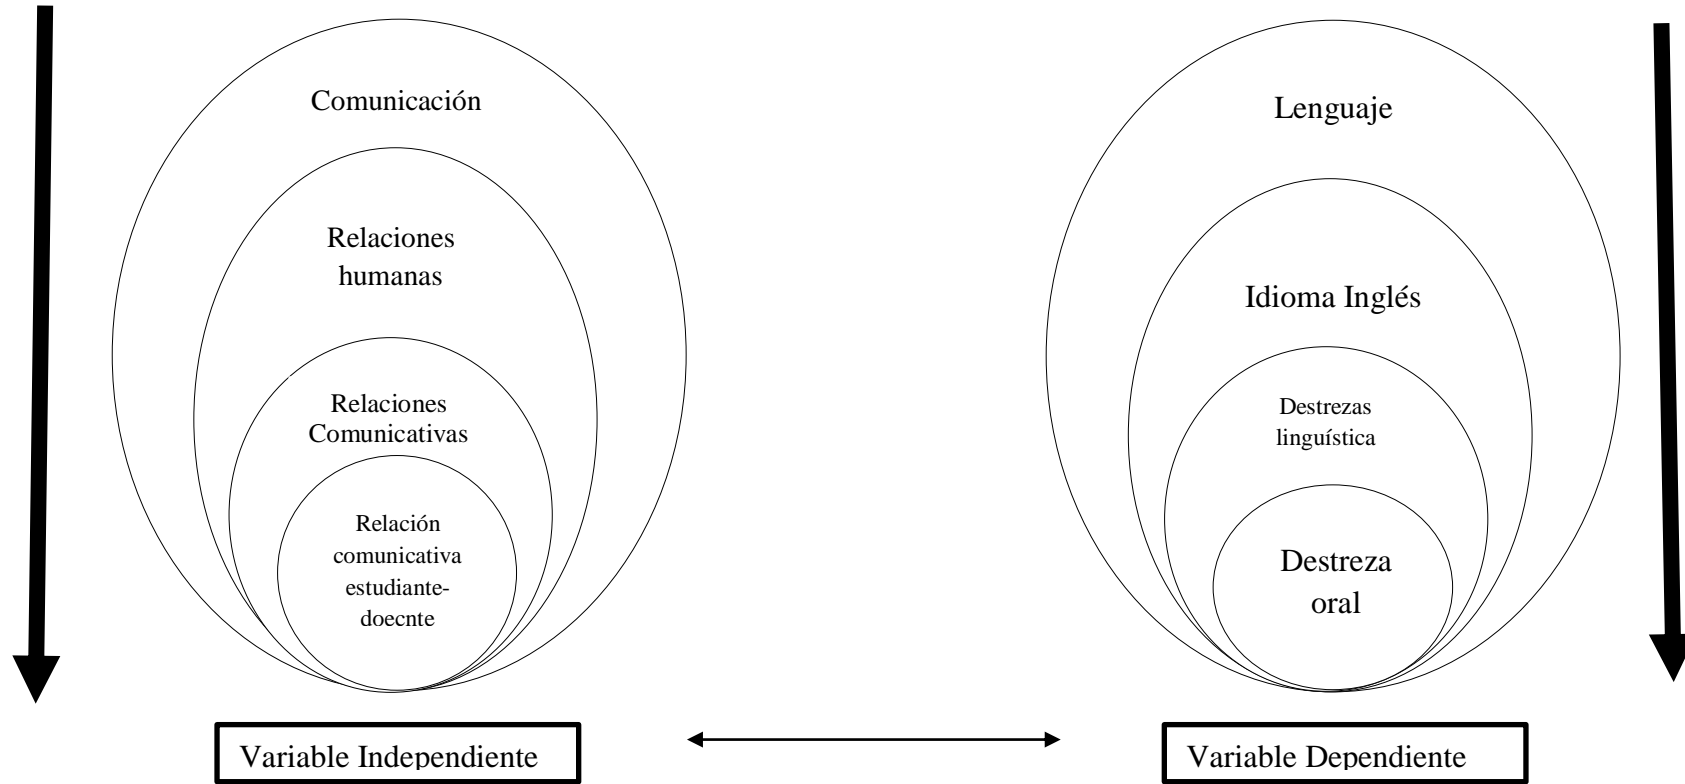 Comunicación
Relaciones
humanas
Relaciones
Comunicativas
Relación
comunicativa
estudiante-
doecnte
Variable Independiente
Lenguaje
Idioma Inglés
Destrezas
linguística
Destreza
oral
Variable Dependiente